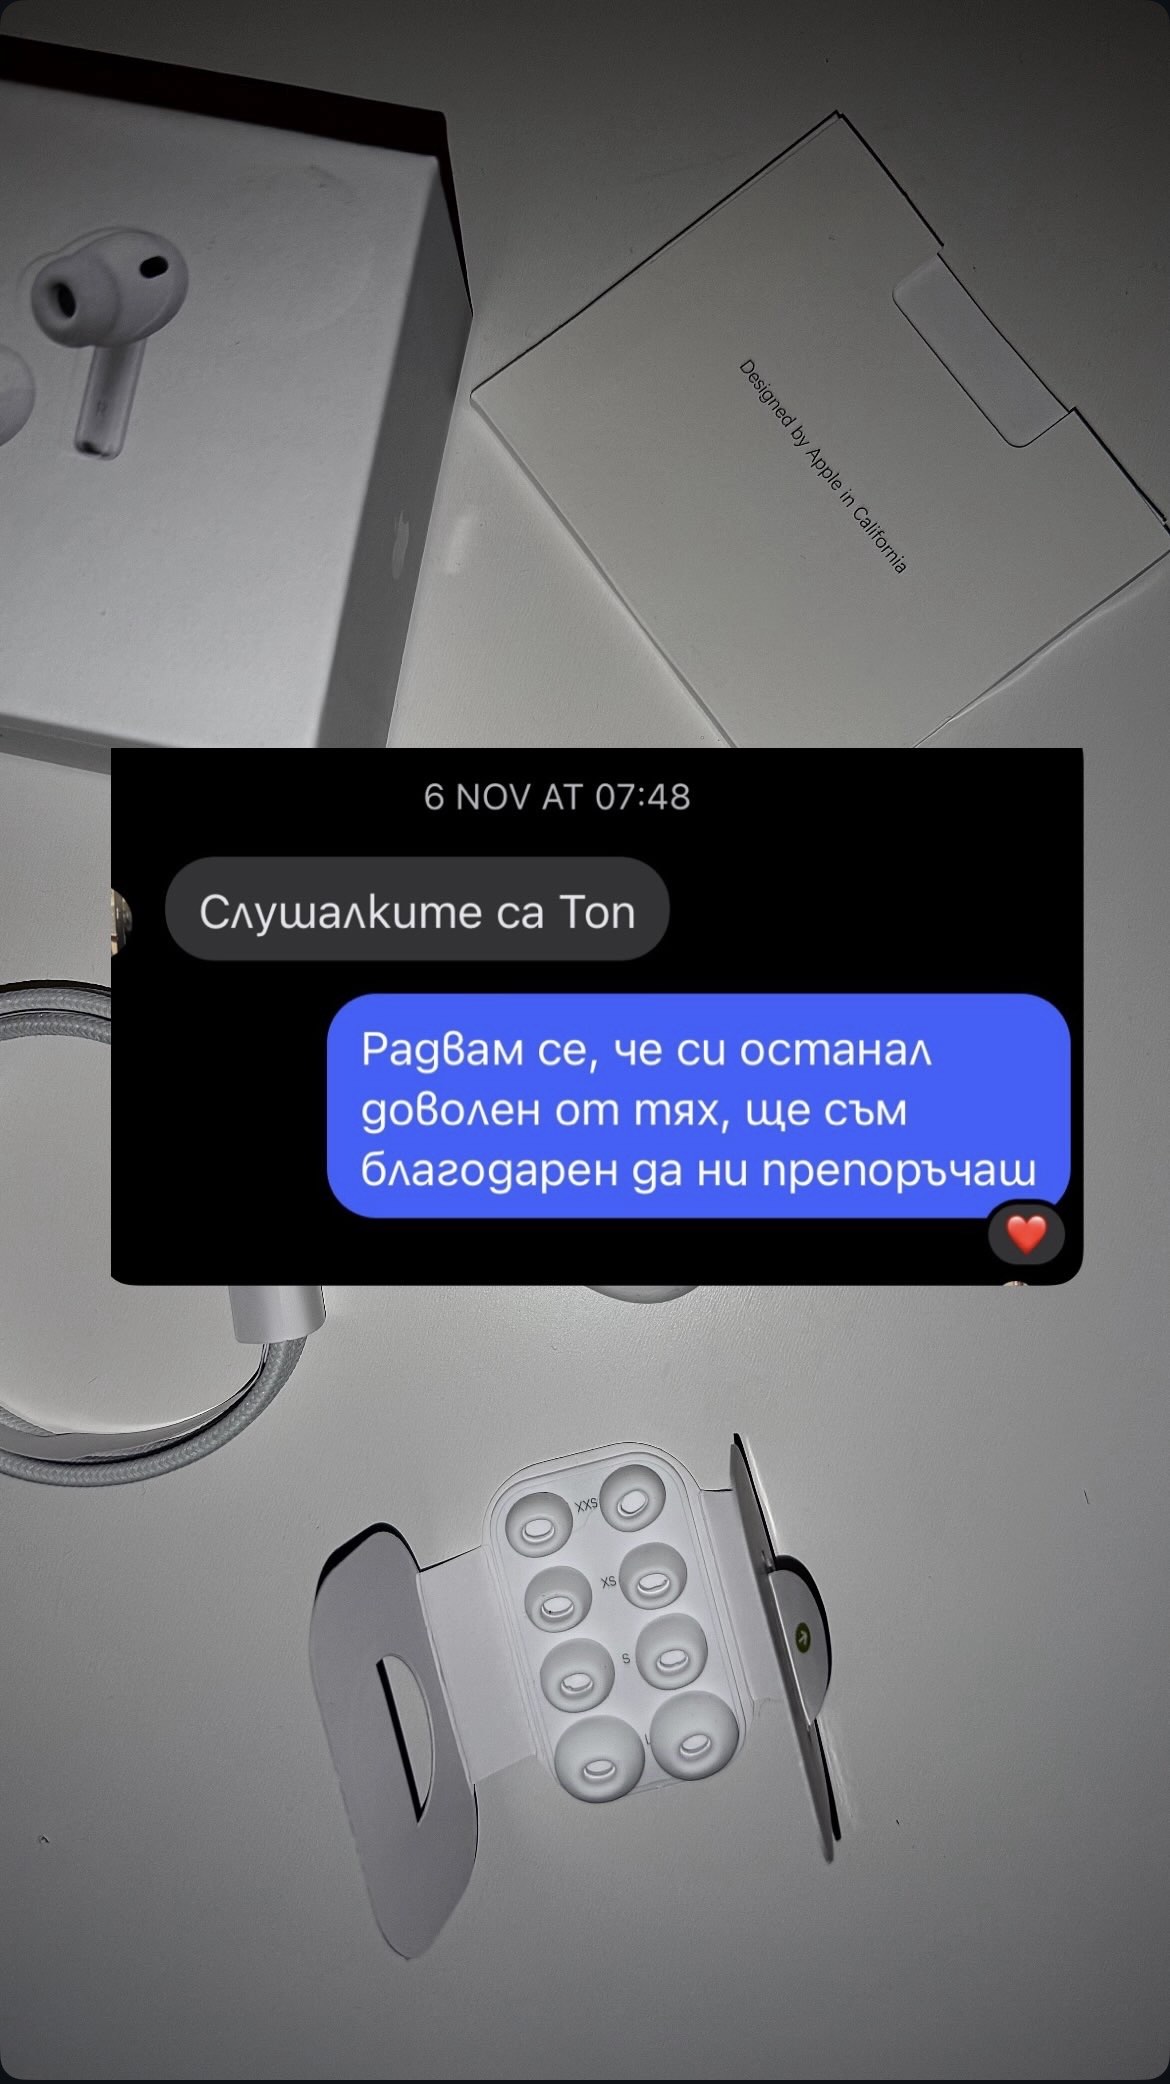 R
Designed by Apple in California
6 NOV AT 07:48
Слушалките са Топ
Радвам се, че си останал
доволен от тях, ще съм
благодарен да ни препоръчаш
XXS
XS
S
L